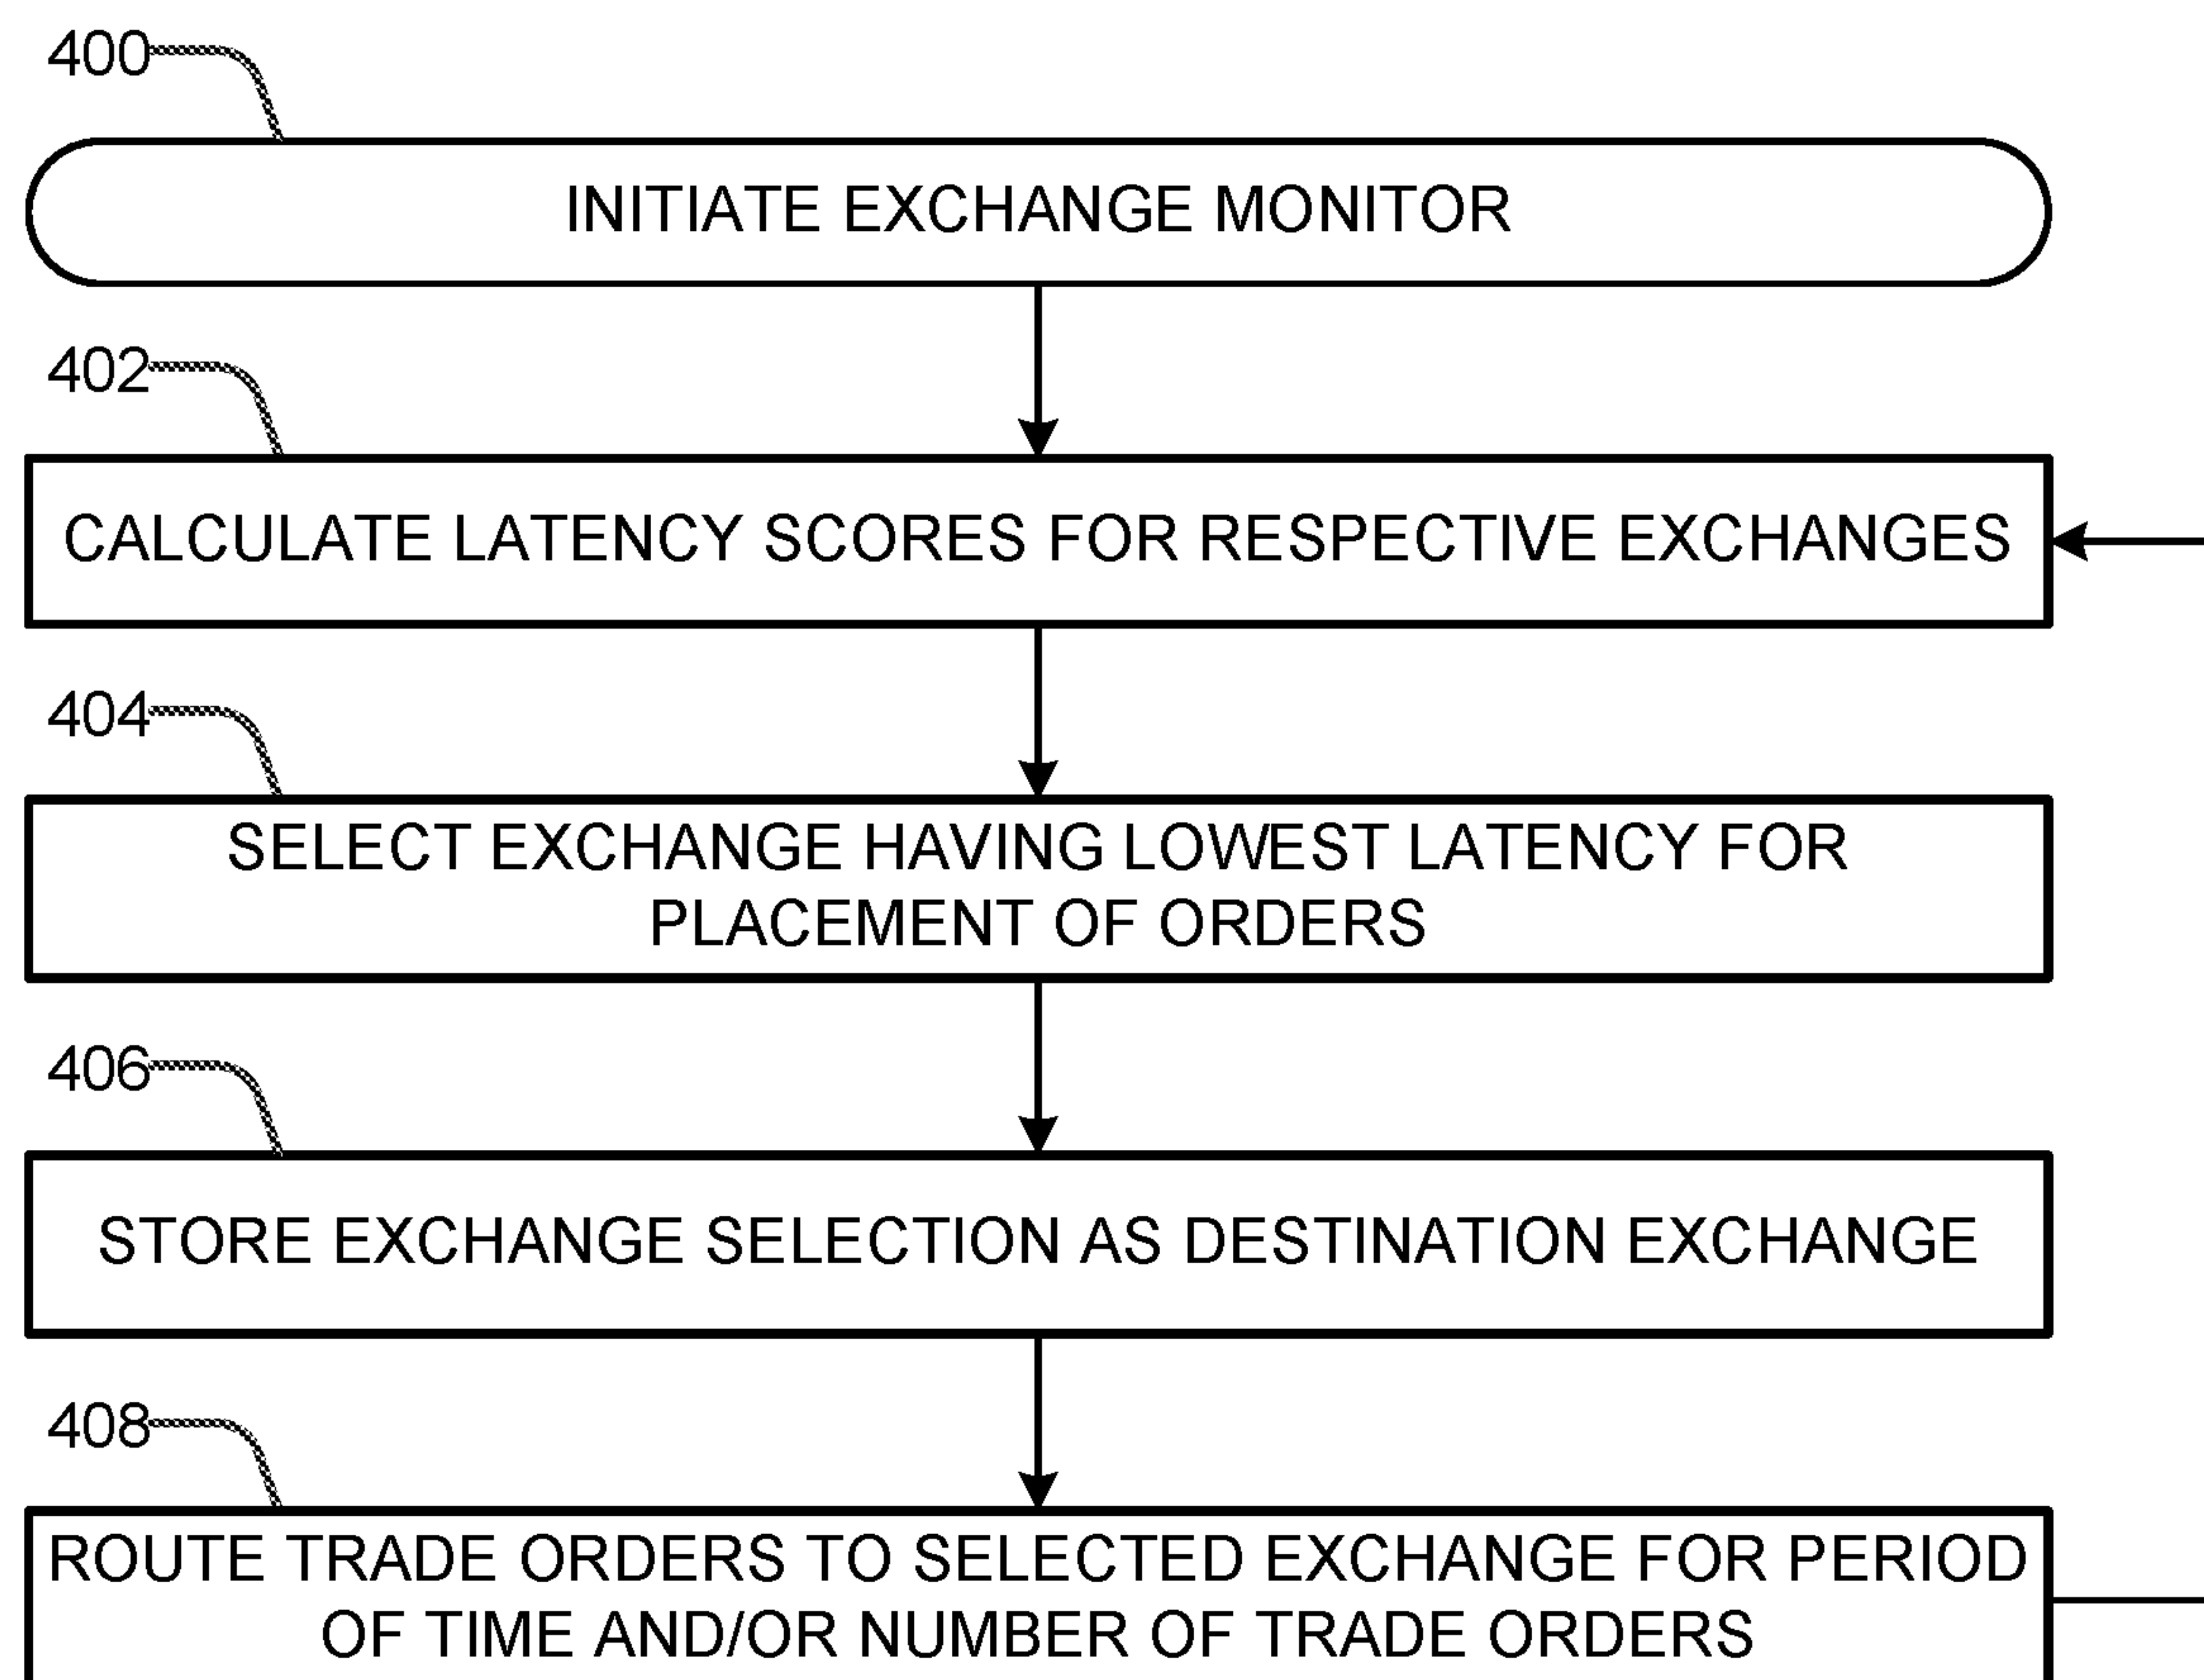 400
INITIATE EXCHANGE MONITOR
402
CALCULATE LATENCY SCORES FOR RESPECTIVE EXCHANGES
404
SELECT EXCHANGE HAVING LOWEST LATENCY FOR
PLACEMENT OF ORDERS
406
STORE EXCHANGE SELECTION AS DESTINATION EXCHANGE
408
ROUTE TRADE ORDERS TO SELECTED EXCHANGE FOR PERIOD
OF TIME AND/OR NUMBER OF TRADE ORDERS